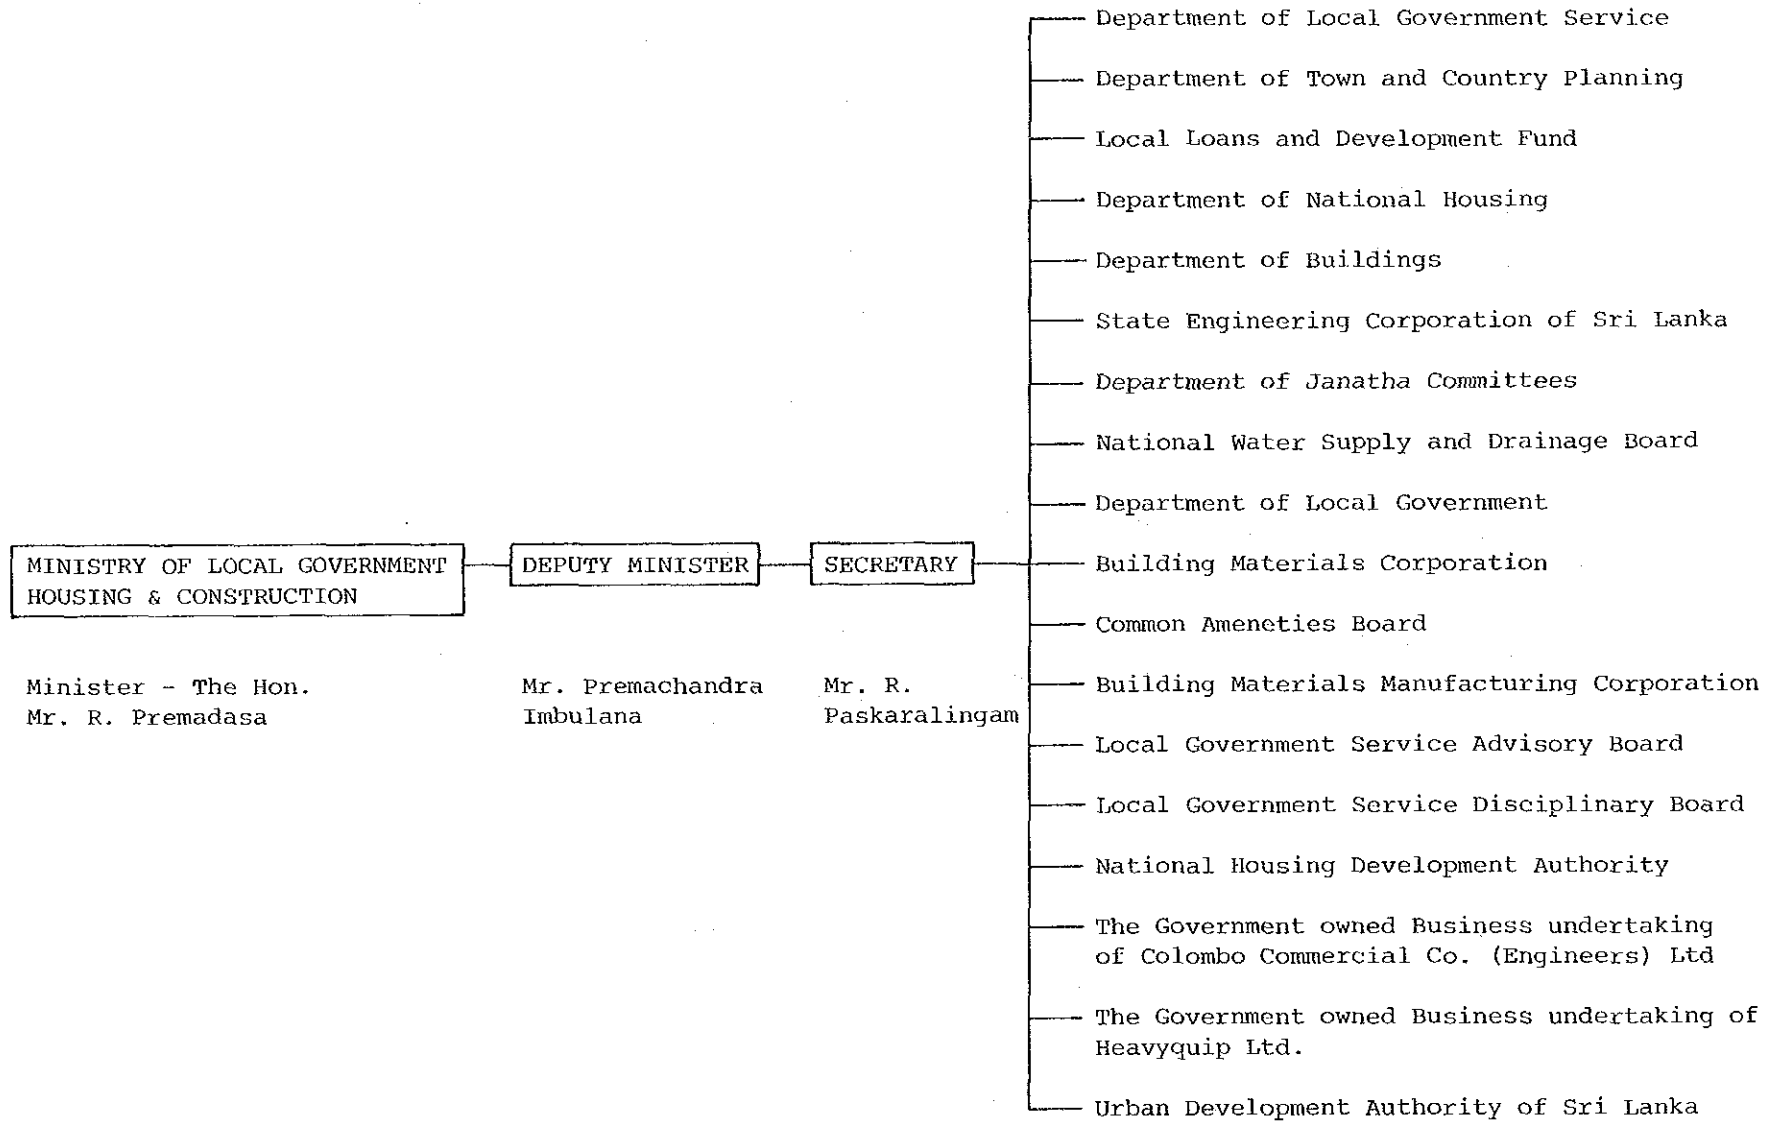 Department of Local Government Service
Department of Town and Country Planning
Local Loans and Development Fund
Department of National Housing
Department of Buildings
State Engineering Corporation of Sri Lanka
Department of Janatha Committees
National Water Supply and Drainage Board
Department of Local Government
MINISTRY OF LOCAL GOVERNMENT
HOUSING & CONSTRUCTION
DEPUTY MINISTER
SECRETARY
Building Materials Corporation
Common Ameneties Board
Minister - The Hon.
Mr. R. Premadasa
Mr. Premachandra
Imbulana
Mr. R.
Paskaralingam
Building Materials Manufacturing Corporation
Local Government Service Advisory Board
Local Government Service Disciplinary Board
National Housing Development Authority
The Government owned Business undertaking
of Colombo Commercial Co. (Engineers) Ltd
The Government owned Business undertaking of
Heavyquip Ltd.
Urban Development Authority of Sri Lanka